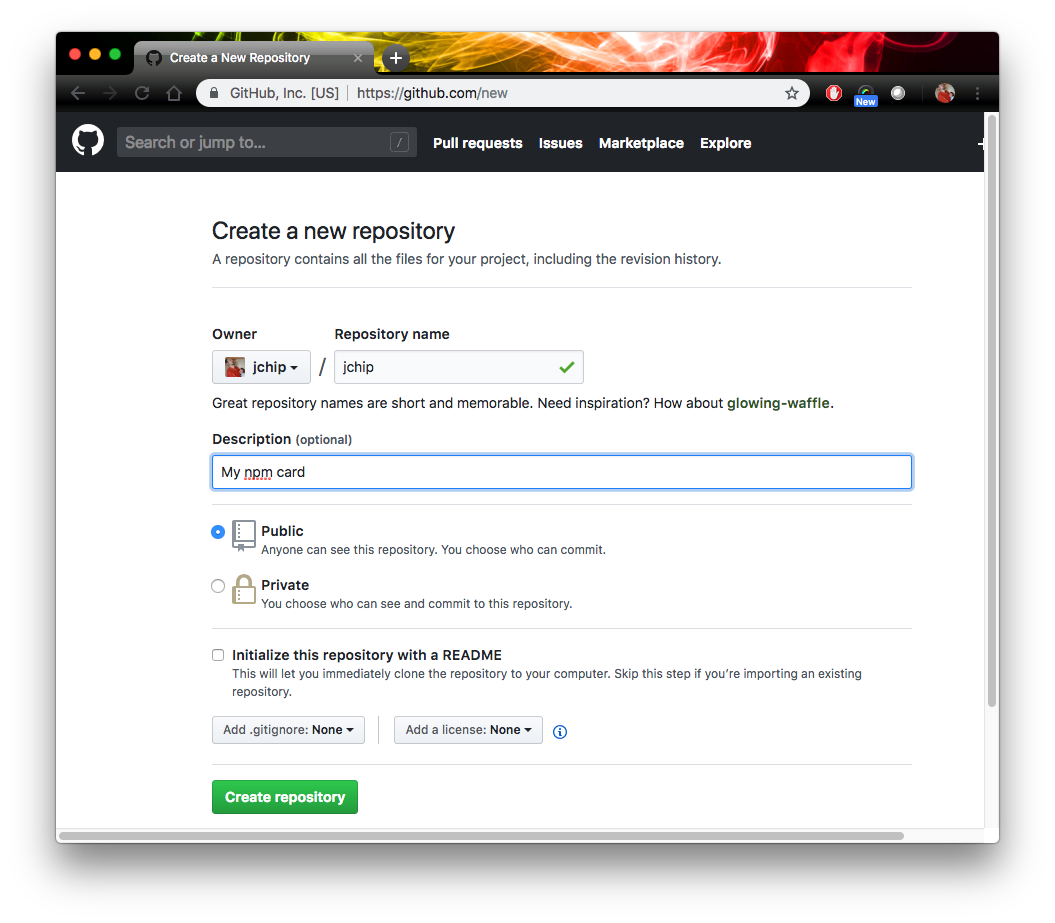 Create a New Repository
GitHub, Inc. [US] https://github.com/new
New
Search or jump to... /
Pull requests Issues Marketplace Explore
Create a new repository
A repository contains all the files for your project, including the revision history.
Owner Repository name
jchip / jchip
Great repository names are short and memorable. Need inspiration? How about glowing-waffle.
Description (optional)
My npm card
Public
Anyone can see this repository. You choose who can commit.
Private
You choose who can see and commit to this repository.
Initialize this repository with a README
This will let you immediately clone the repository to your computer. Skip this step if you’re importing an existing
repository.
Add .gitignore: None Add a license: None
Create repository